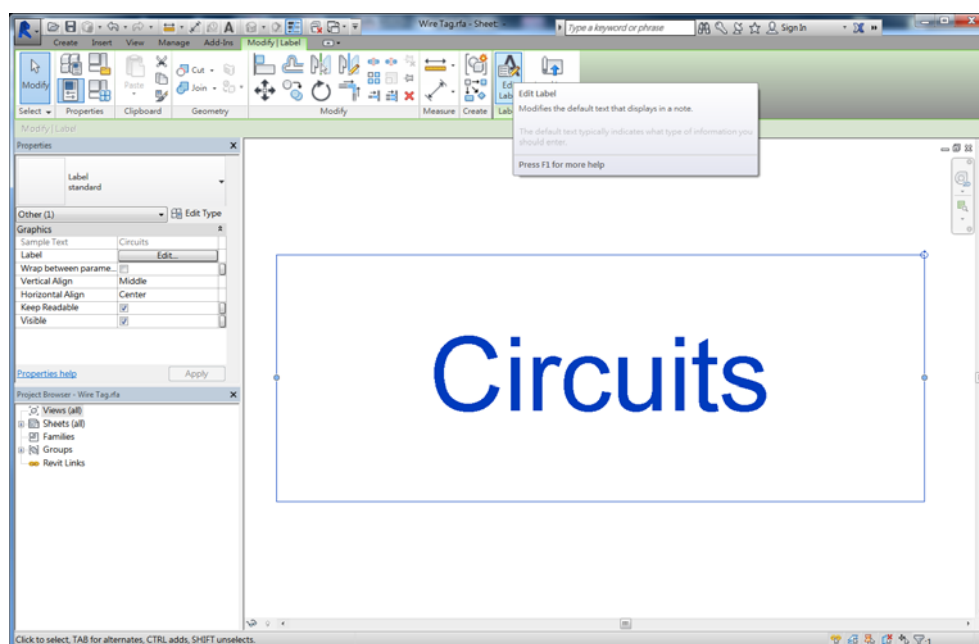 Wire Tag.rfa - Sheet: -
Type a keyword or phrase
Sign In
Create Insert View Manage Add-Ins Modify | Label
Modify
Paste
Cut
Join
Select Properties Clipboard Geometry Modify Measure Create
Modify | Label
Edit Label
Modifies the default text that displays in a note.
The default text typically indicates what type of information you
should enter.
Press F1 for more help
Properties
Label
standard
Other (1)
Edit Type
Graphics
Sample Text Circuits
Label Edit...
Wrap between parame...
Vertical Align Middle
Horizontal Align Center
Keep Readable
Visible
Properties help
Apply
Project Browser - Wire Tag.rfa
Views (all)
Sheets (all)
Families
Groups
Revit Links
Circuits
Click to select, TAB for alternates, CTRL adds, SHIFT unselects.